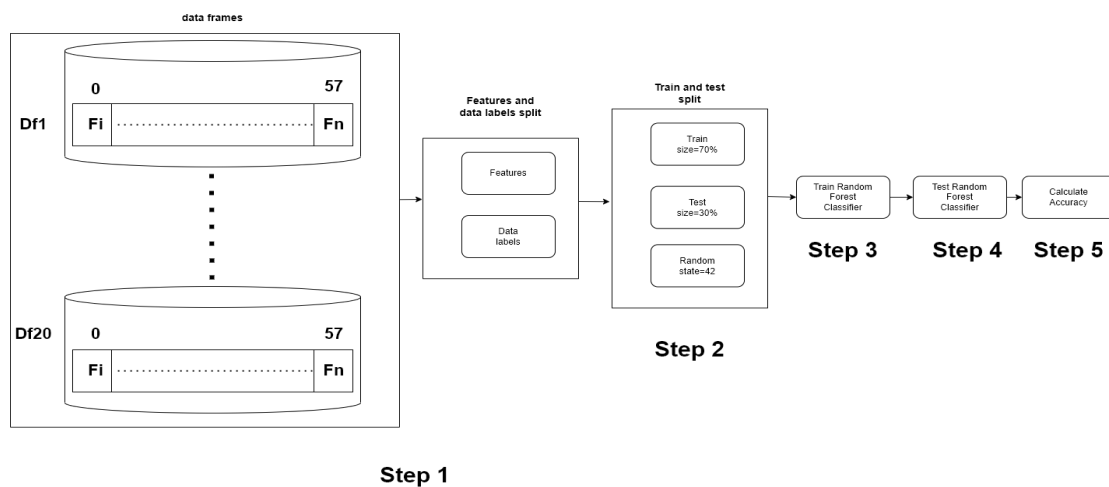 data frames
0
57
Df1
Fi
Fn
Df20
0
57
Fi
Fn
Features and
data labels split
Features
Data
labels
Train and test
split
Train
size=70%
Test
size=30%
Random
state=42
Train Random
Forest
Classifier
Test Random
Forest
Classifier
Calculate
Accuracy
Step 3
Step 4
Step 5
Step 2
Step 1